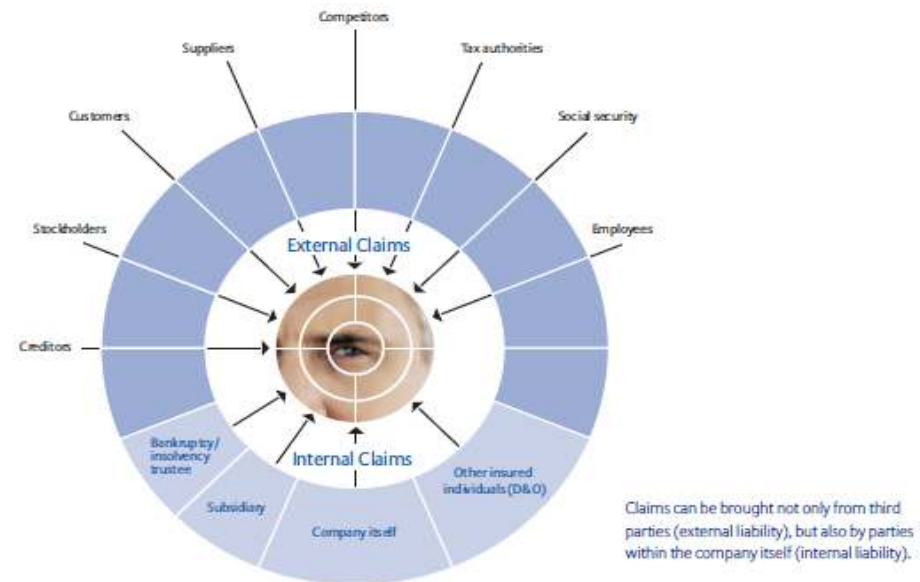 Competitors
Suppliers
Tax authorities
Customers
Social security
Stockholders
Employees
External Claims
Creditors
Internal Claims
Bankruptcy/
insolvency
trustee
Other insured
individuals (D&O)
Subsidiary
Company itself
Claims can be brought not only from third
parties (external liability), but also by parties
within the company itself (internal liability).